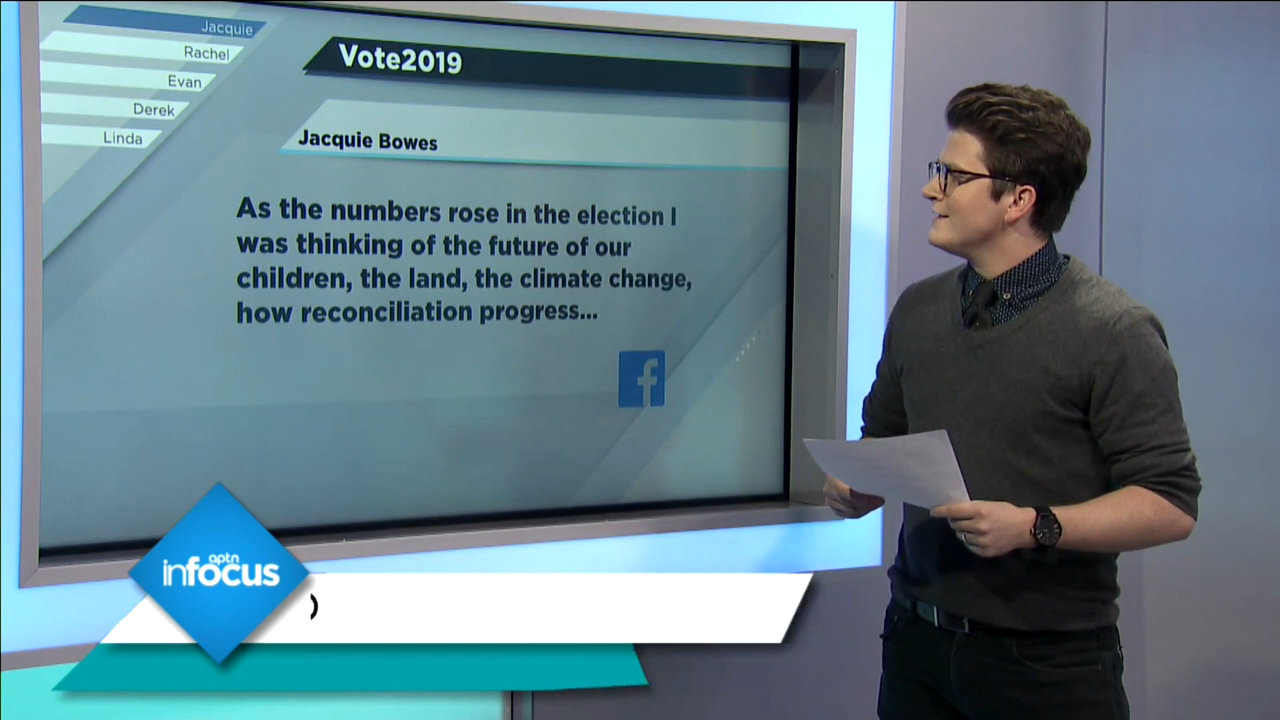 Jacquie
Rachel
Evan
Derek
Linda
Vote2019
Jacquie Bowes
As the numbers rose in the election I
was thinking of the future of our
children, the land, the climate change,
how reconciliation progress...
f
aptn
infocus